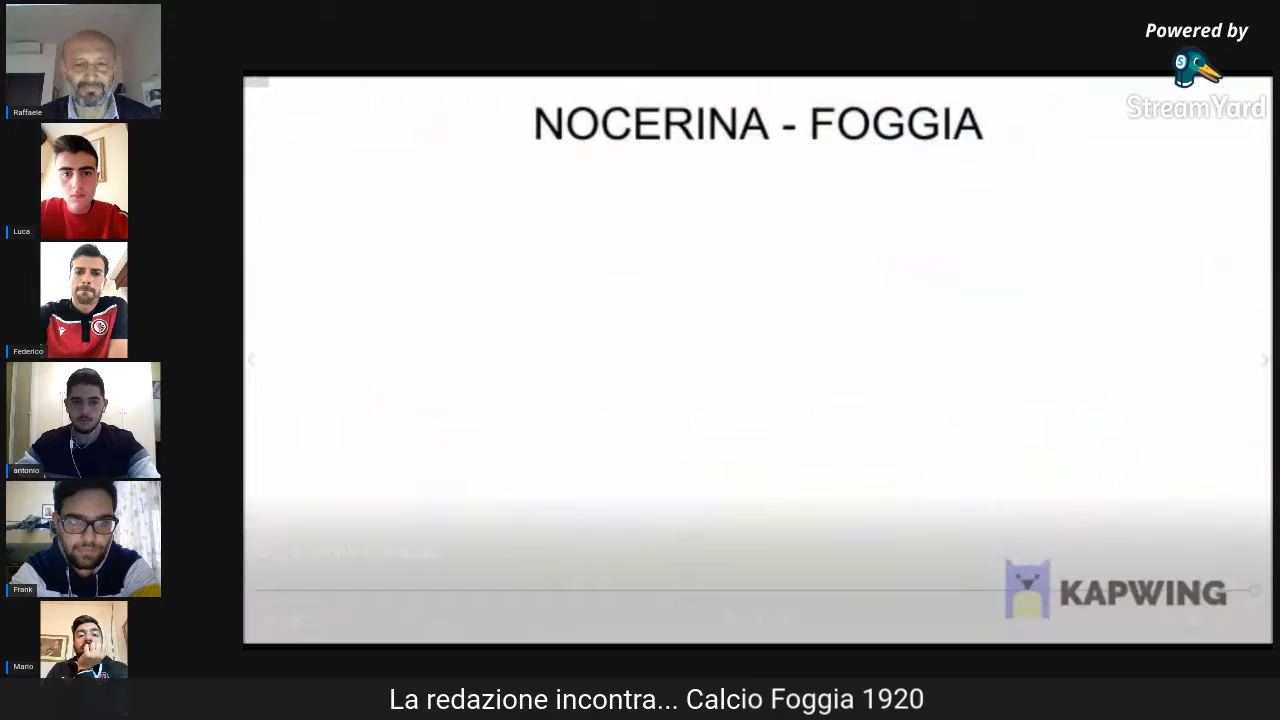 Powered by
StreamYard
NOCERINA - FOGGIA
Raffaele
Luca
Federico
antonio
Frank
Mario
KAPWING
La redazione incontra... Calcio Foggia 1920